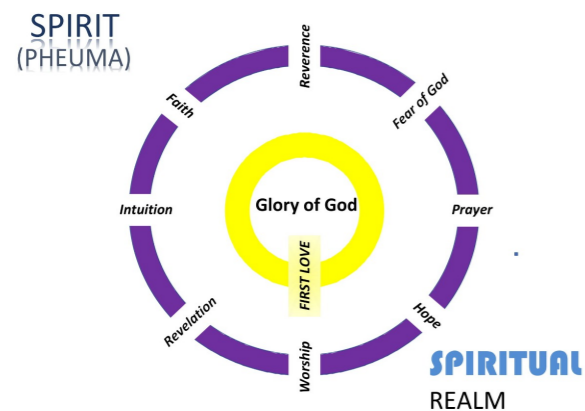 SPIRIT
(PHEUMA)
Reverence
Fear of God
Faith
Intuition
Glory of God
Prayer
FIRST LOVE
Revelation
Hope
Worship
SPIRITUAL
REALM